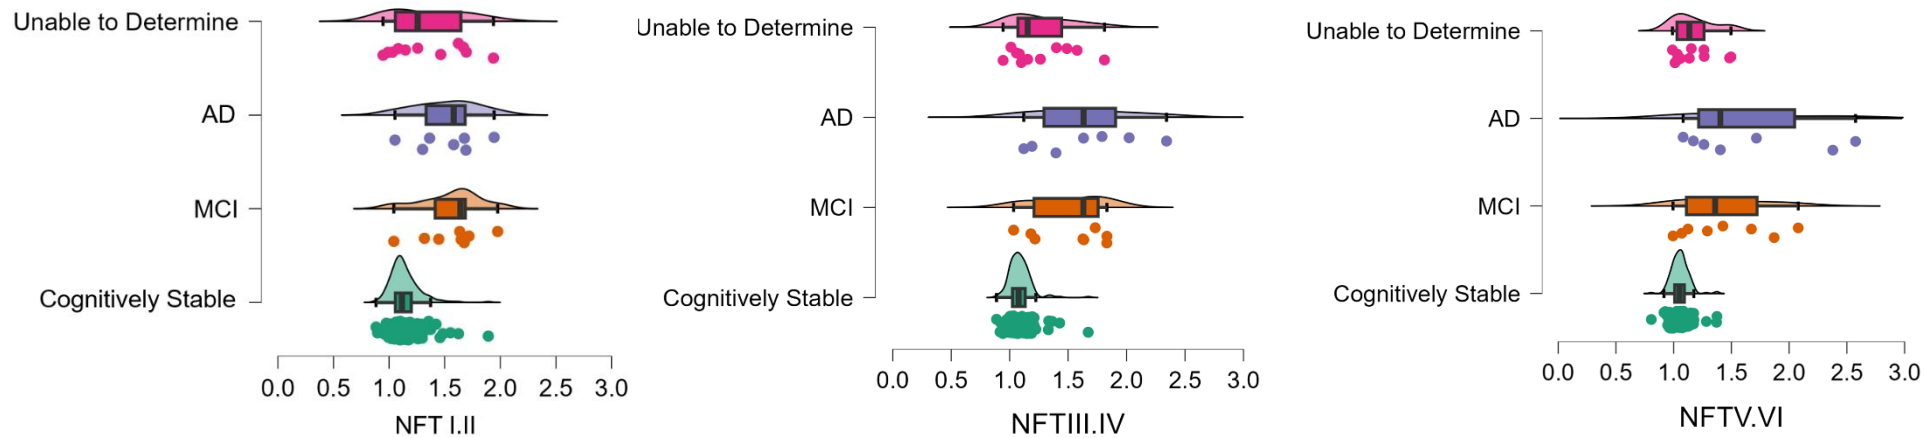 Unable to Determine
AD
MCI
Cognitively Stable
0.0 0.5 1.0 1.5 2.0 2.5 3.0
NFT I.II
Unable to Determine
AD
MCI
Cognitively Stable
0.0 0.5 1.0 1.5 2.0 2.5 3.0
NFTIII.IV
Unable to Determine
AD
MCI
Cognitively Stable
0.0 0.5 1.0 1.5 2.0 2.5 3.0
NFTV.VI